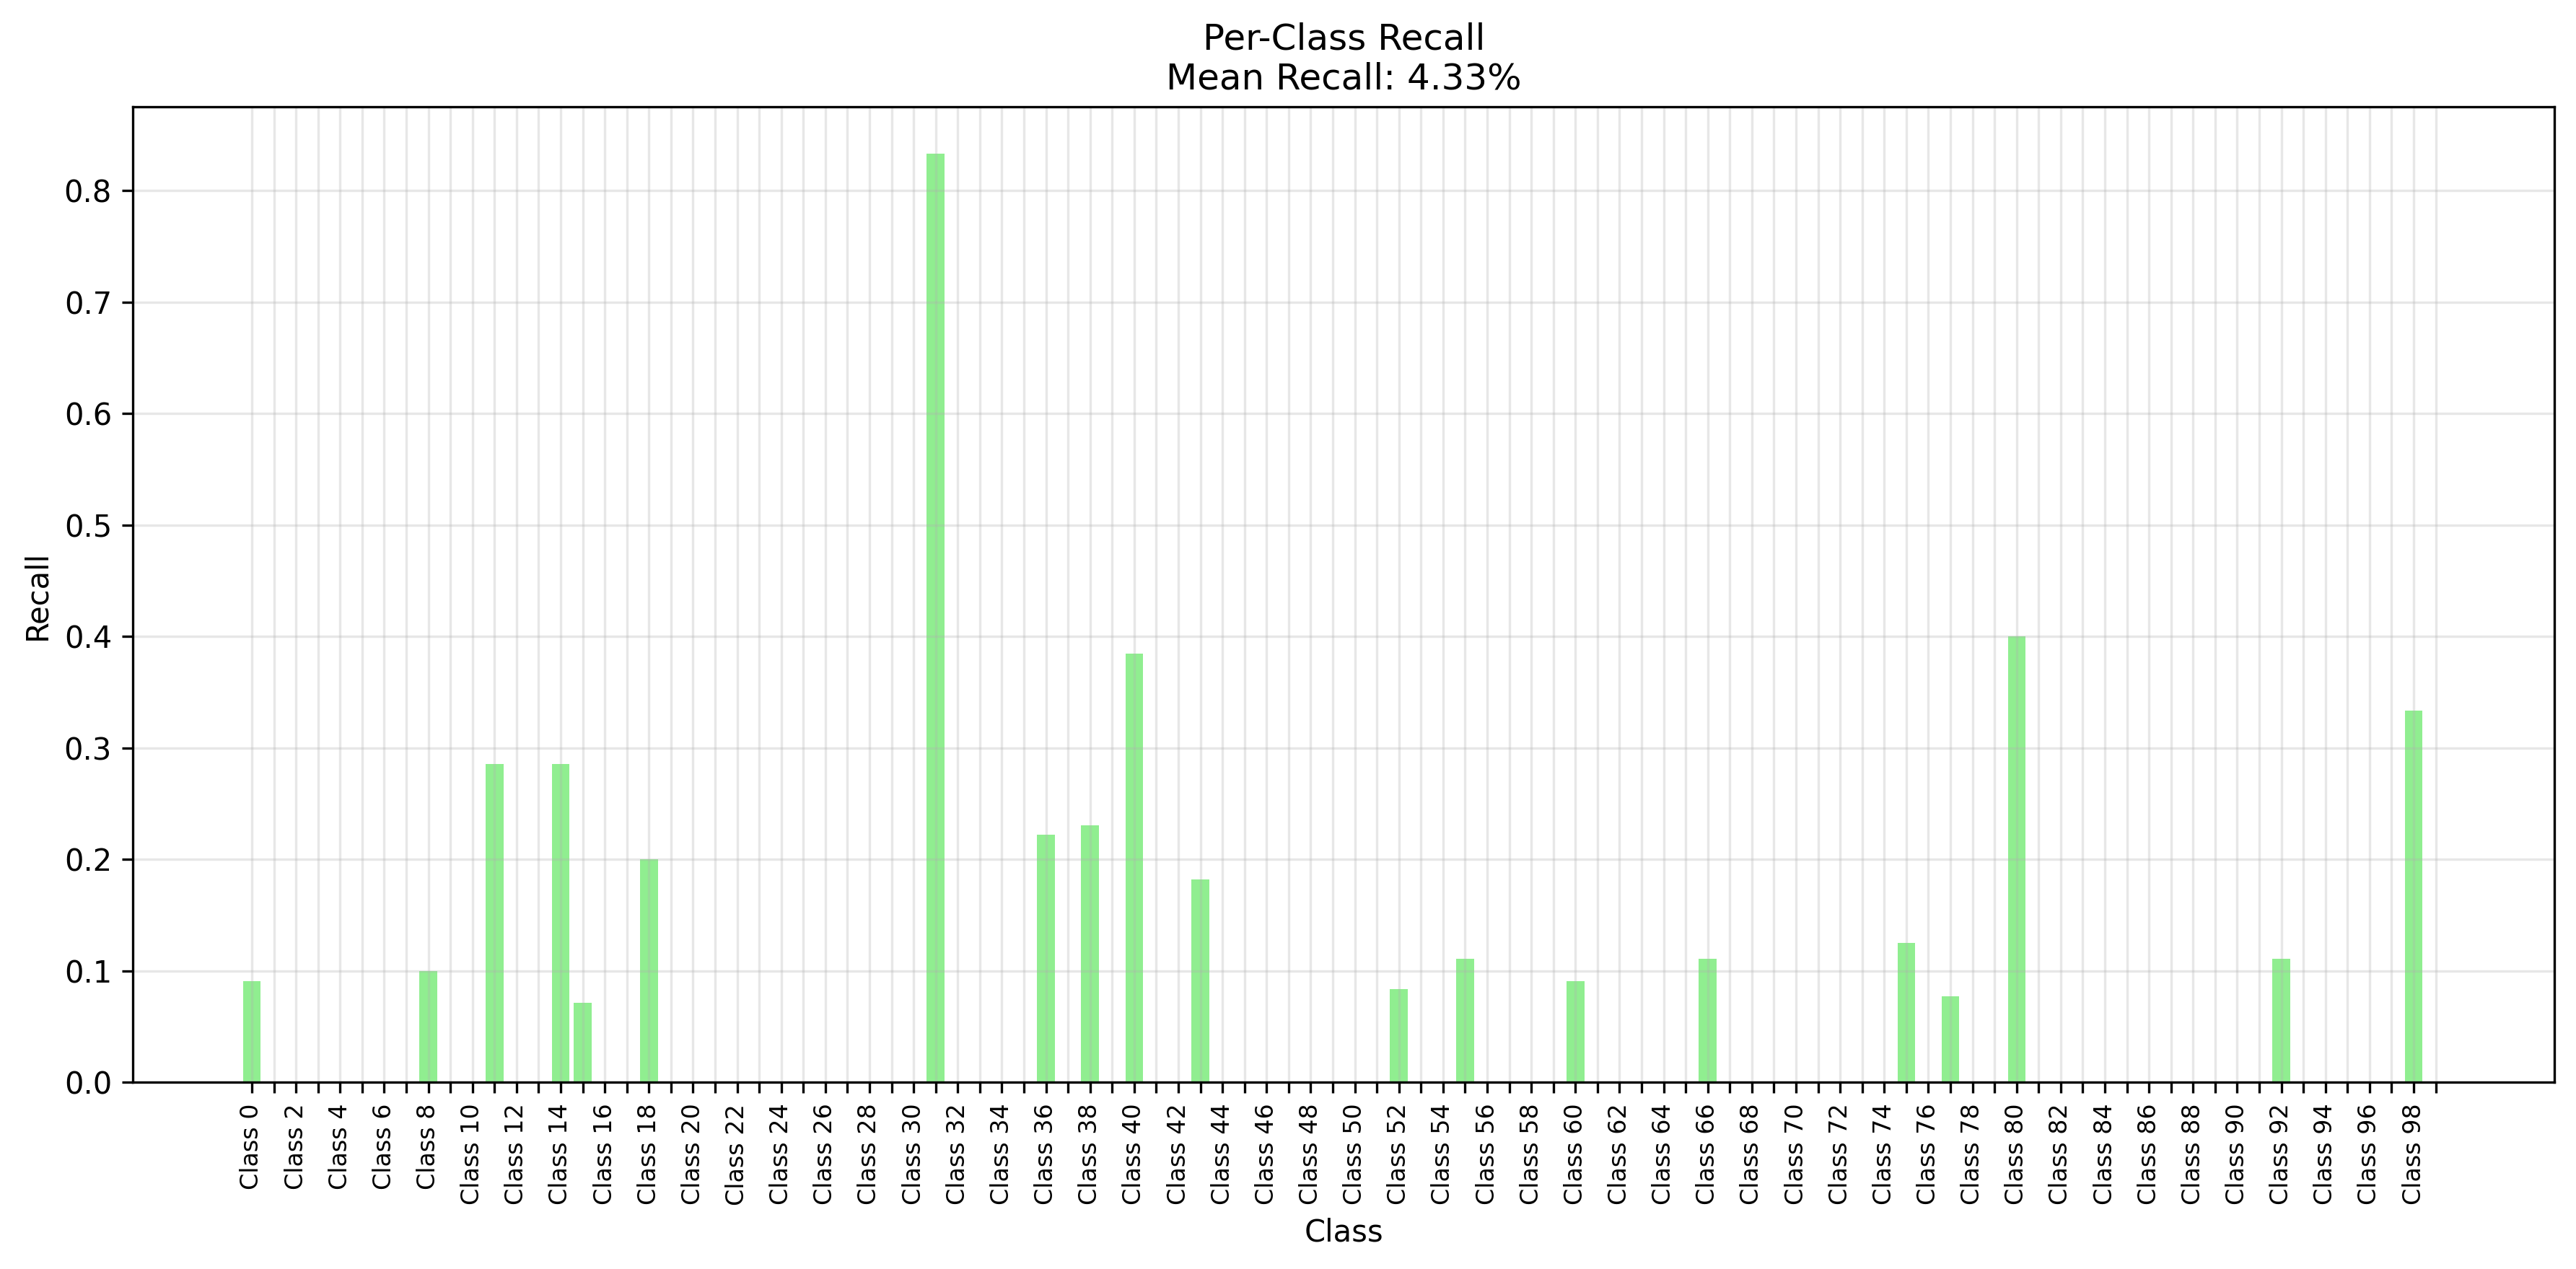 Per-Class Recall
Mean Recall: 4.33%
Recall
0.8
0.7
0.6
0.5
0.4
0.3
0.2
0.1
0.0
Class 0
Class 2
Class 4
Class 6
Class 8
Class 10
Class 12
Class 14
Class 16
Class 18
Class 20
Class 22
Class 24
Class 26
Class 28
Class 30
Class 32
Class 34
Class 36
Class 38
Class 40
Class 42
Class 44
Class 46
Class 48
Class 50
Class 52
Class 54
Class 56
Class 58
Class 60
Class 62
Class 64
Class 66
Class 68
Class 70
Class 72
Class 74
Class 76
Class 78
Class 80
Class 82
Class 84
Class 86
Class 88
Class 90
Class 92
Class 94
Class 96
Class 98
Class